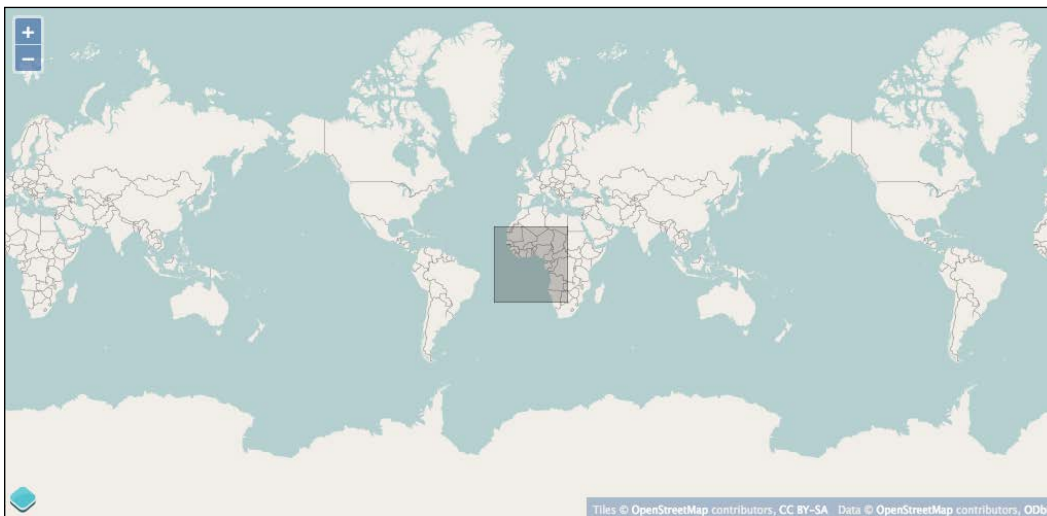 +
−
Tiles © OpenStreetMap contributors, CC BY-SA Data © OpenStreetMap contributors, ODb